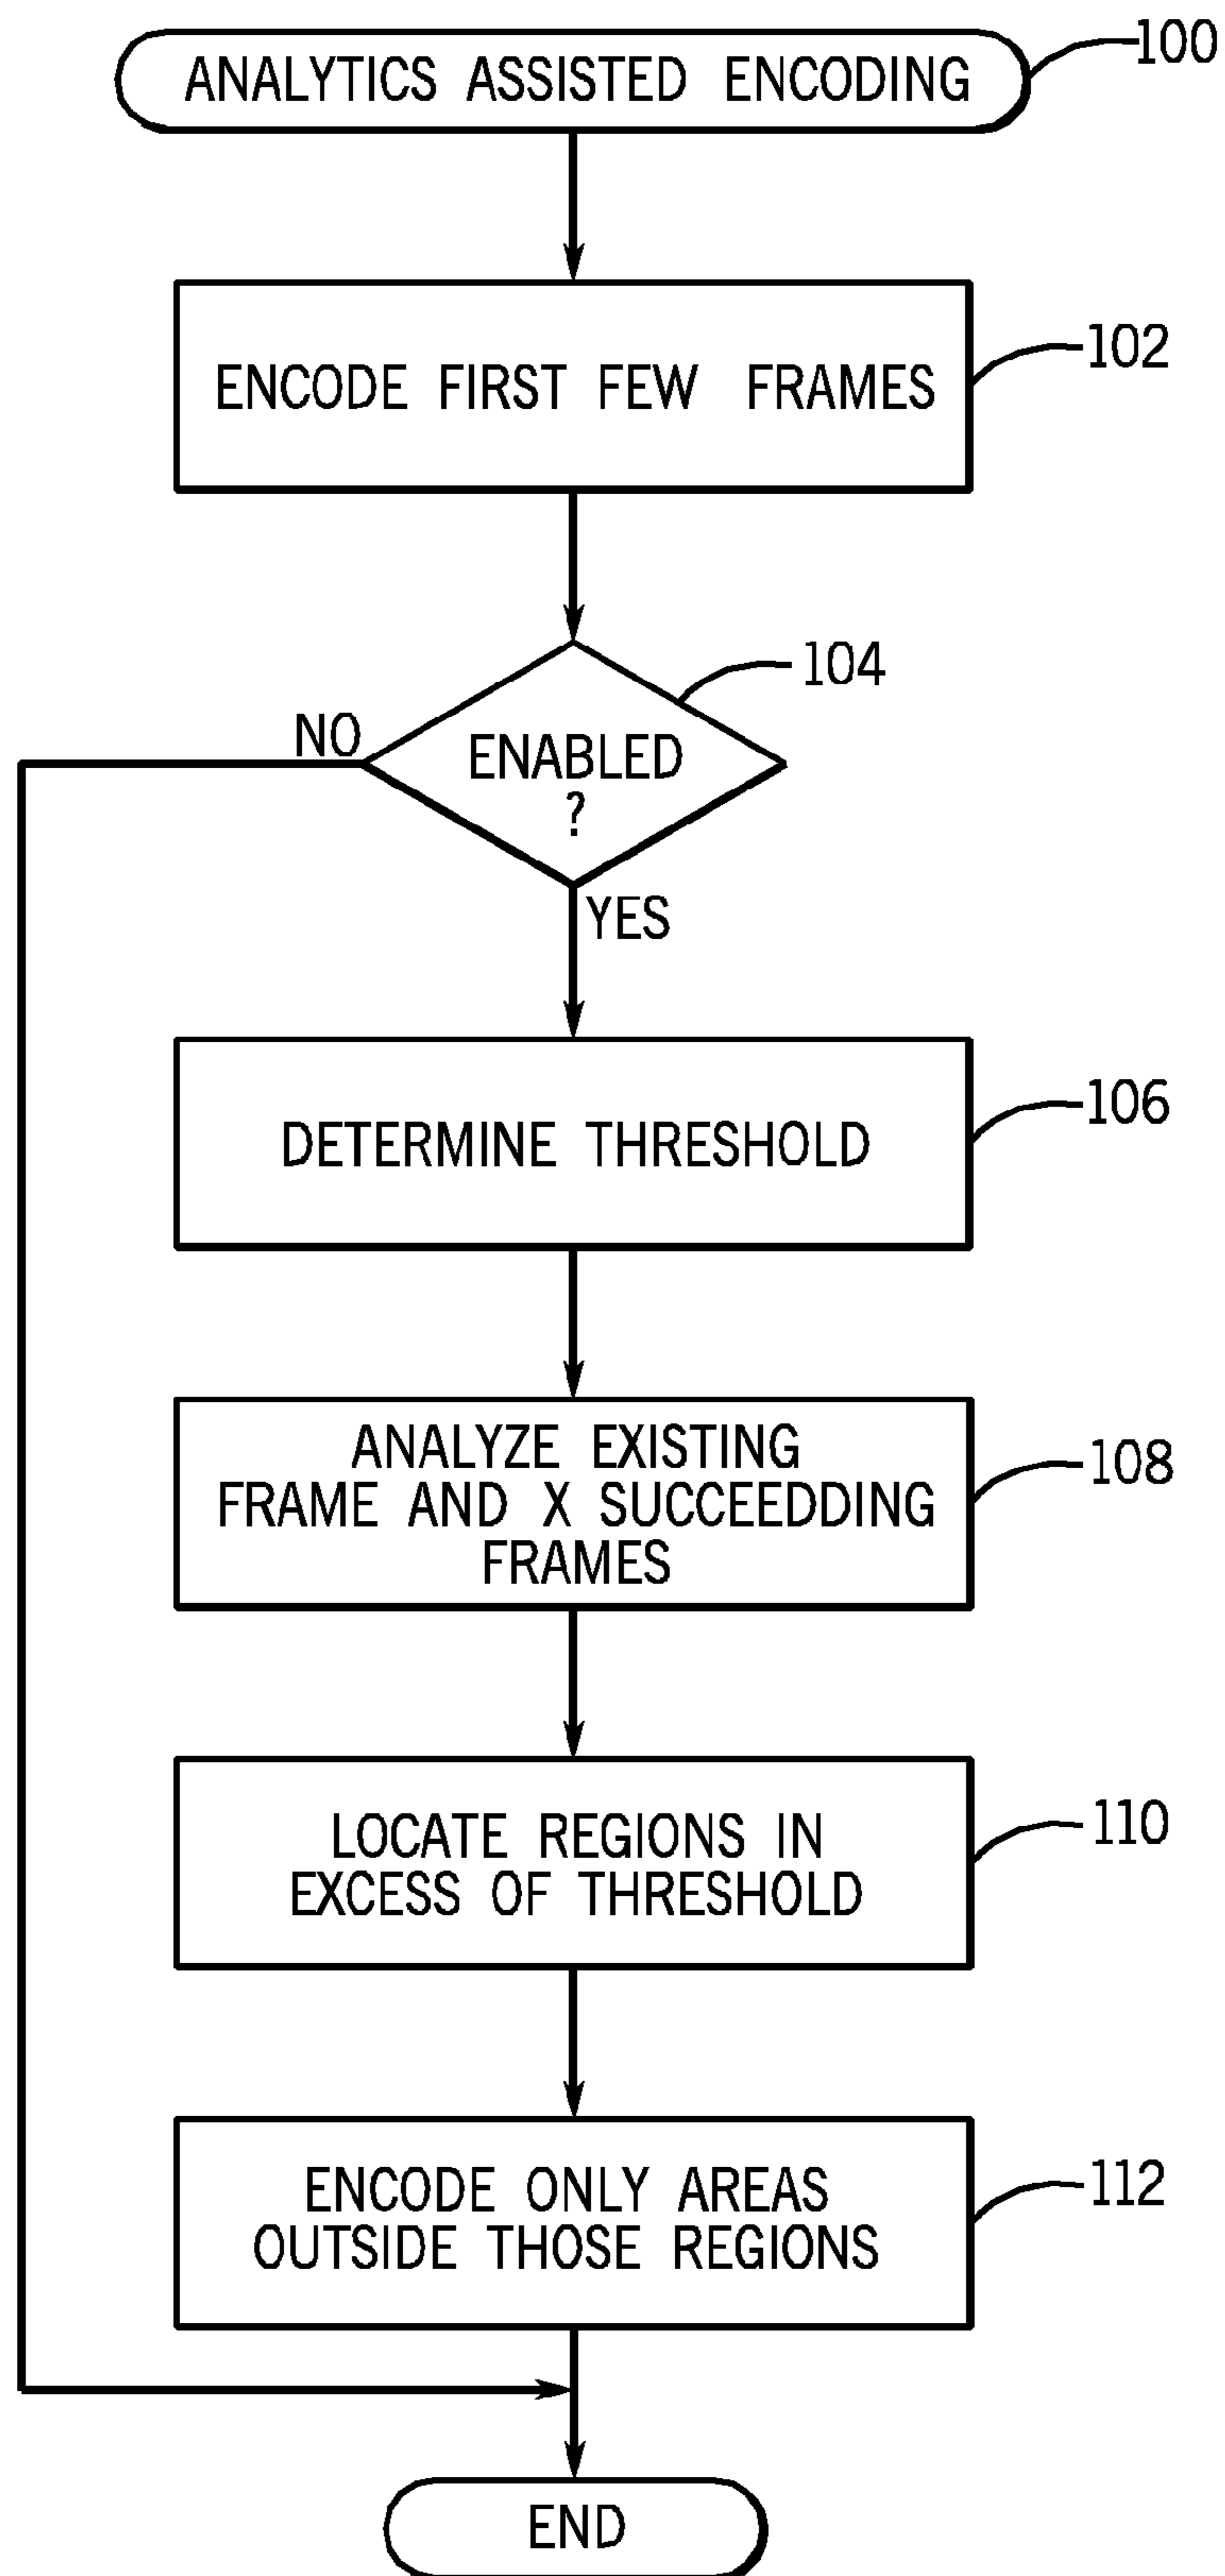 ANALYTICS ASSISTED ENCODING
100
ENCODE FIRST FEW FRAMES
102
104
NO
ENABLED
?
YES
DETERMINE THRESHOLD
106
ANALYZE EXISTING
FRAME AND X SUCCEEDDING
FRAMES
108
LOCATE REGIONS IN
EXCESS OF THRESHOLD
110
ENCODE ONLY AREAS
OUTSIDE THOSE REGIONS
112
END